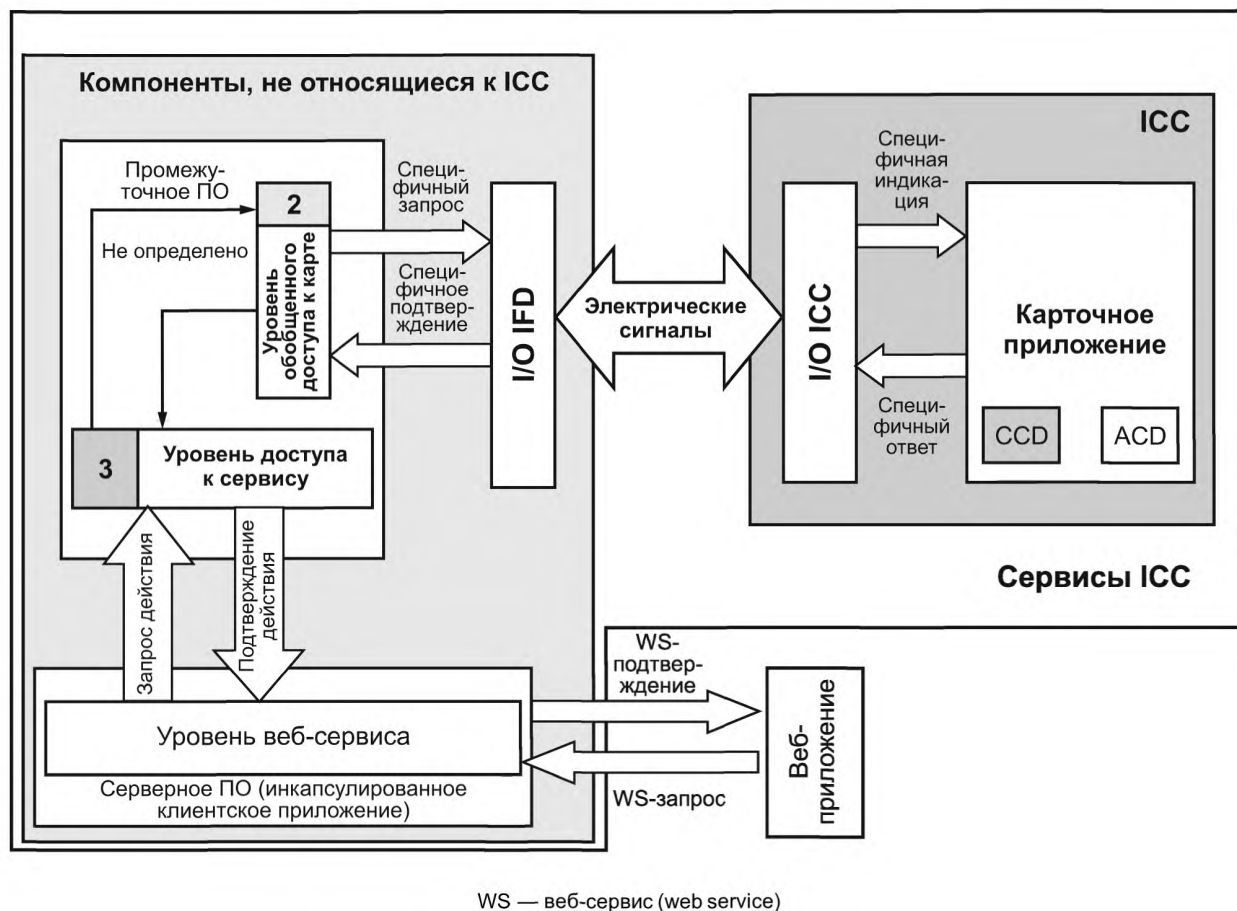 Компоненты, не относящиеся к ICC
Промежу-
точное ПО
2
Не определено
Уровень
обобщенного
доступа к карте
Специ-
фичный
запрос
Специ-
фичное
подтвер-
ждение
I/O IFD
3
Уровень доступа
к сервису
Запрос действия
Подтверждение
действия
Уровень веб-сервиса
Серверное ПО (инкапсулированное
клиентское приложение)
Электрические
сигналы
ICC
I/O ICC
Специ-
фичная
индика-
ция
Специ-
фичный
ответ
Карточное
приложение
CCD
ACD
Сервисы ICC
WS-
подтвер-
ждение
WS-запрос
Веб-
приложение
WS — веб-сервис (web service)